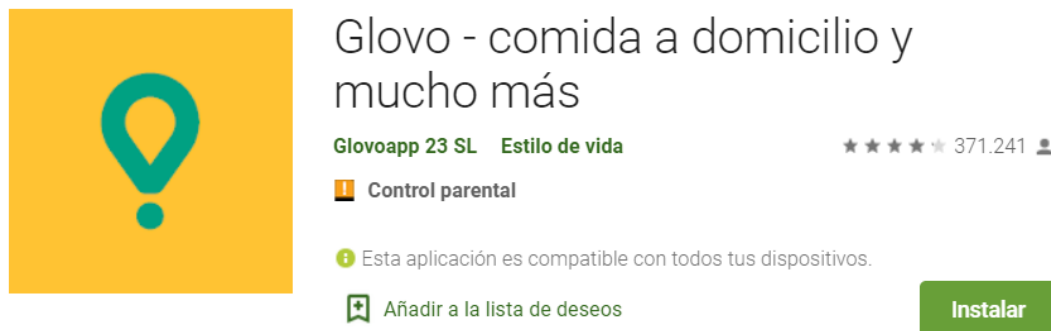 Glovo - comida a domicilio y
mucho más
Glovoapp 23 SL Estilo de vida 371.241
Control parental
Esta aplicación es compatible con todos tus dispositivos.
Añadir a la lista de deseos
Instalar